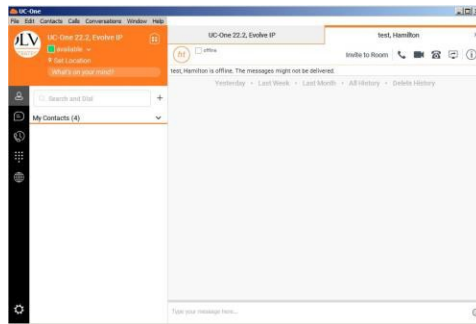 UC-One
File Edit Contacts Calls Conversations Window Help
UC-One 22.2, Evolve IP
available
Set Location
What's on your mind?
Search and Dial
My Contacts (4)
UC-One 22.2, Evolve IP
test, Hamilton
offline
Invite to Room
test, Hamilton is offline. The messages might not be delivered.
Yesterday • Last Week • Last Month • All History • Delete History
Type your message here...